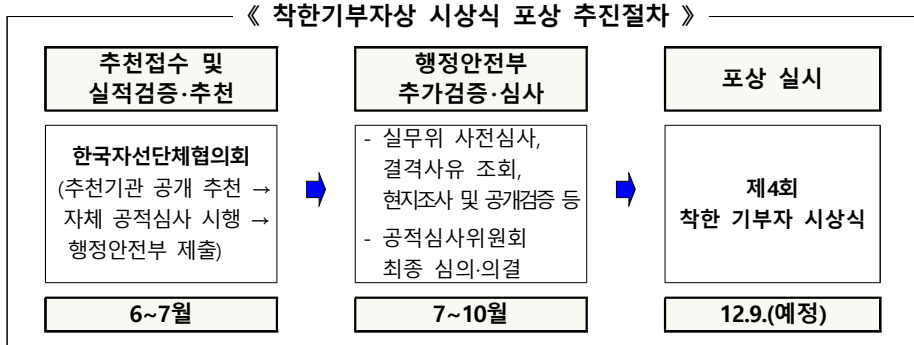 《 착한기부자상 시상식 포상 추진절차 》
추천접수 및
실적검증·추천
한국자선단체협의회
(추천기관 공개 추천 →
자체 공적심사 시행 →
행정안전부 제출)
6~7월
행정안전부
추가검증·심사
- 실무위 사전심사,
결격사유 조회,
현지조사 및 공개검증 등
- 공적심사위원회
최종 심의·의결
7~10월
포상 실시
제4회
착한 기부자 시상식
12.9.(예정)